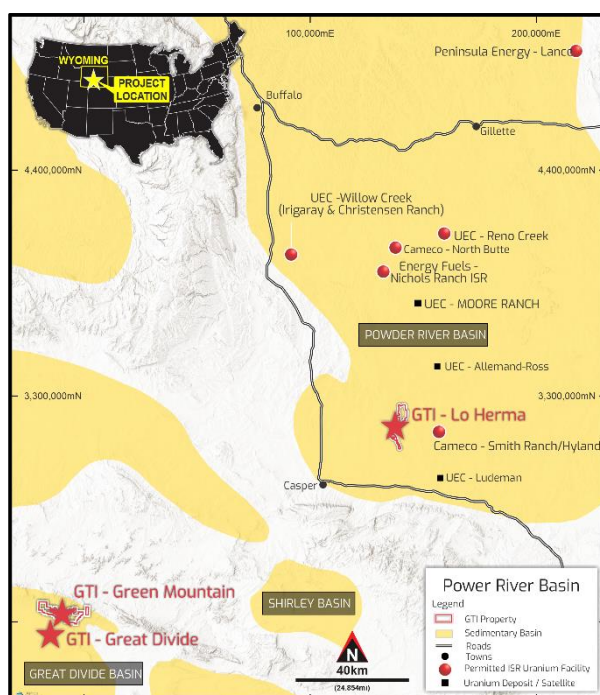 WYOMING
PROJECT
LOCATION
100,000mE
200,000mE
Peninsula Energy - Lance
Buffalo
Gillette
4,400,000mN
4,400,000mN
UEC -Willow Creek
(Irigaray & Christensen Ranch)
UEC - Reno Creek
Cameco - North Butte
Energy Fuels -
Nichols Ranch ISR
UEC - MOORE RANCH
POWDER RIVER BASIN
UEC - Allemand-Ross
3,300,000mN
3,300,000mN
GTI - Lo Herma
Cameco - Smith Ranch/Hyland
UEC - Ludeman
Casper
GTI - Green Mountain
GTI - Great Divide
SHIRLEY BASIN
GREAT DIVIDE BASIN
N
40km
(24.854mi)
Power River Basin
Legend
GTI Property
Sedimentary Basin
Roads
Towns
Permitted ISR Uranium Facility
Uranium Deposit / Satellite